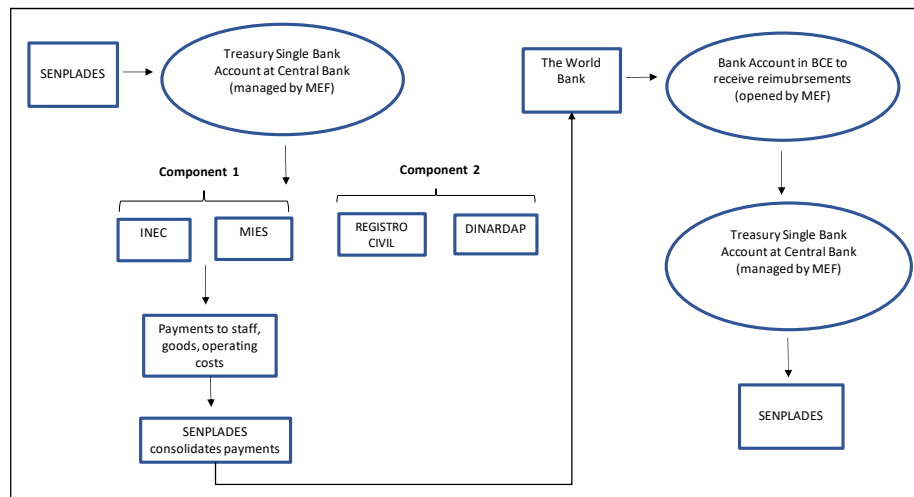 SENPLADES
Treasury Single Bank
Account at Central Bank
(managed by MEF)
Component 1
INEC
MIES
Component 2
REGISTRO
CIVIL
DINARDAP
Payments to staff,
goods, operating
costs
SENPLADES
consolidates payments
The World
Bank
Bank Account in BCE to
receive reimubrsements
(opened by MEF)
Treasury Single Bank
Account at Central Bank
(managed by MEF)
SENPLADES